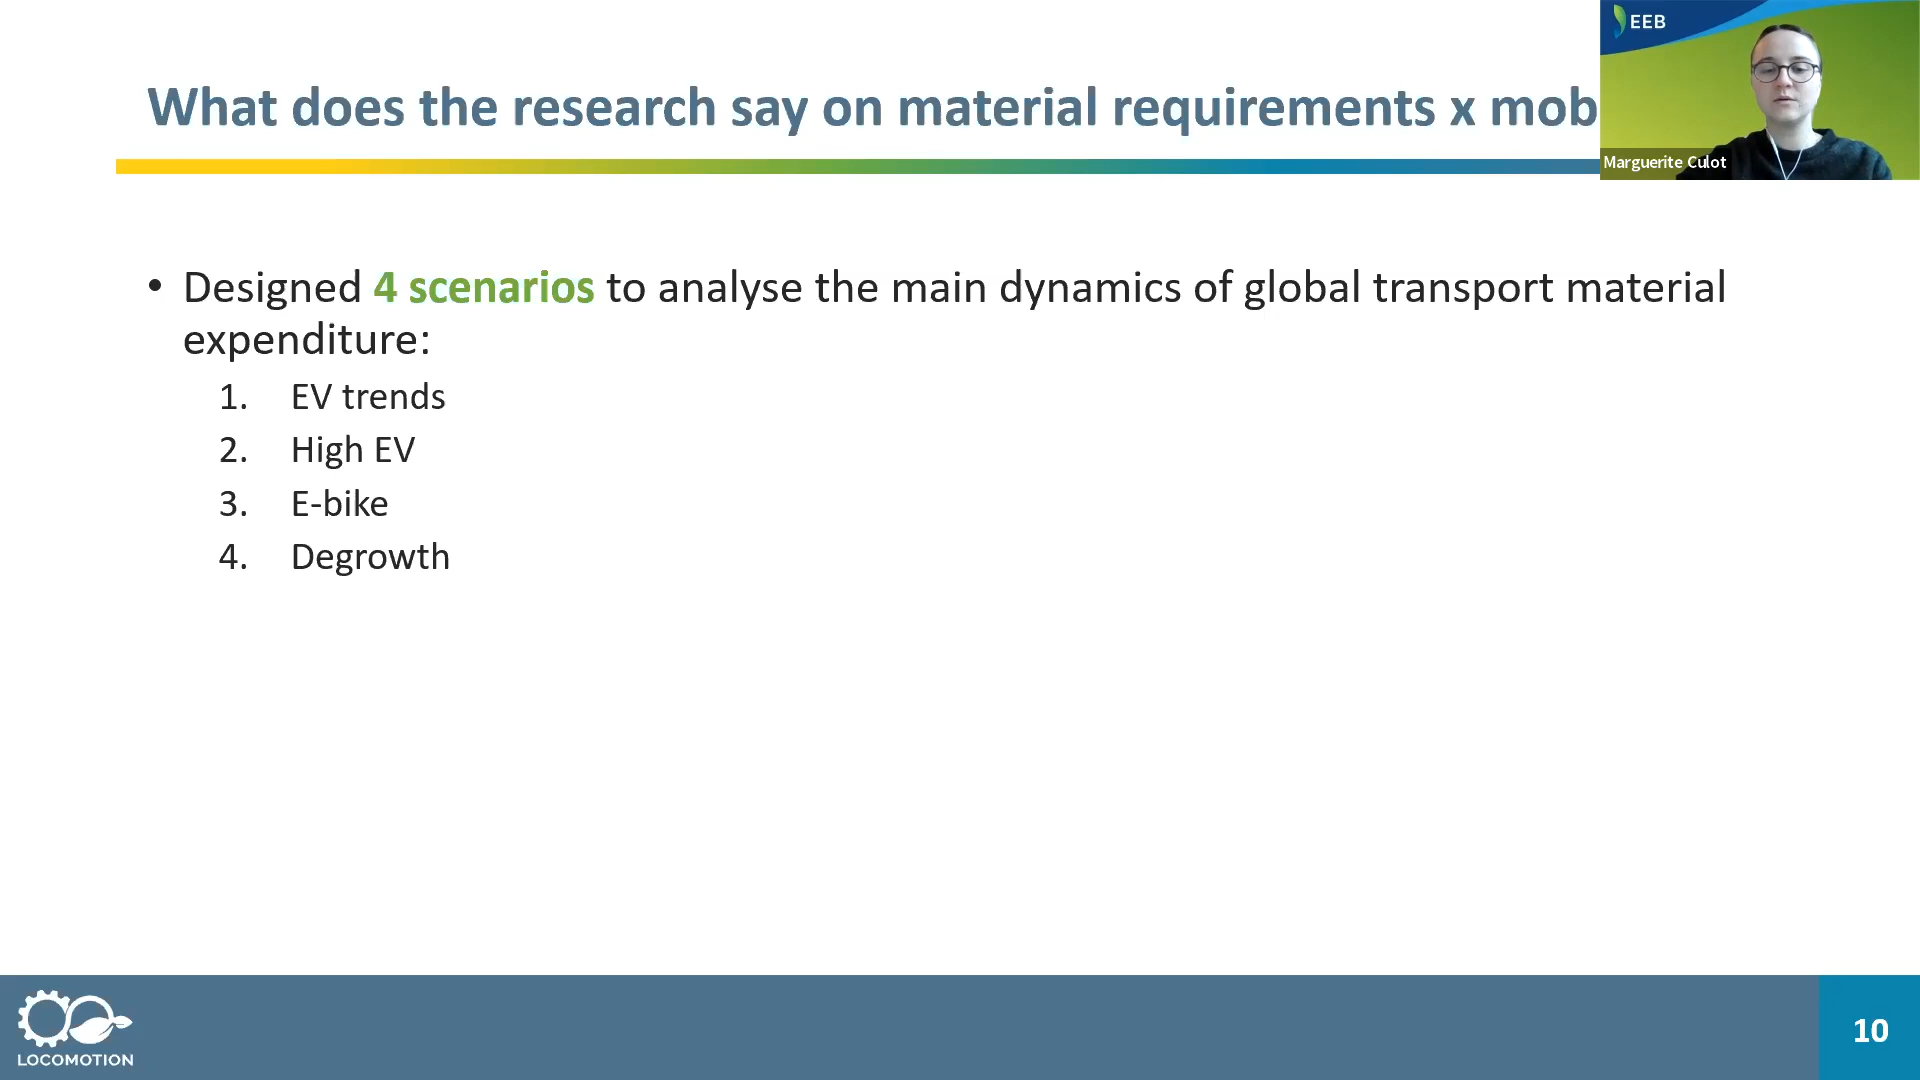 EEB
What does the research say on material requirements x mob
Marguerite Culot
• Designed 4 scenarios to analyse the main dynamics of global transport material
expenditure:
1. EV trends
2. High EV
3. E-bike
4. Degrowth
LOCOMOTION
10